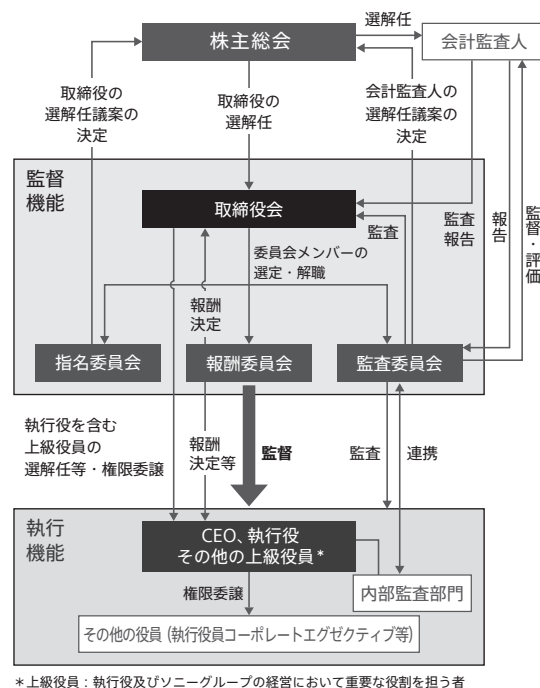 選解任
株主総会
会計監査人
取締役の
選解任議案の
決定
取締役の
選解任
会計監査人の
選解任議案の
決定
監督
機能
取締役会
監査
監査
報告
報告
監督・評価
委員会メンバーの
選定・解職
報酬
決定
指名委員会
報酬委員会
監査委員会
執行役を含む
上級役員の
選解任等・権限委譲
報酬
決定等
監督
監査
連携
執行
機能
CEO、執行役
その他の上級役員*
権限委譲
内部監査部門
その他の役員（執行役員コーポレートエグゼクティブ等）
*上級役員：執行役及びソニーグループの経営において重要な役割を担う者